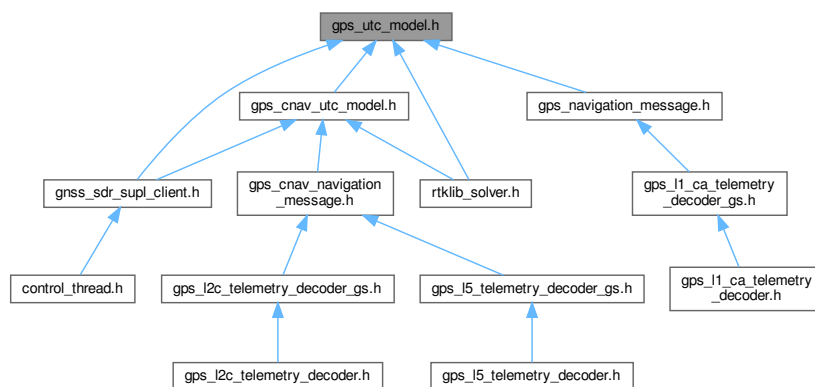 gps_utc_model.h
gps_cnav_utc_model.h
gps_navigation_message.h
gnss_sdr_supl_client.h
gps_cnav_navigation
_message.h
rtklib_solver.h
gps_l1_ca_telemetry
_decoder_gs.h
control_thread.h
gps_l2c_telemetry_decoder_gs.h
gps_l5_telemetry_decoder_gs.h
gps_l1_ca_telemetry
_decoder.h
gps_l2c_telemetry_decoder.h
gps_l5_telemetry_decoder.h